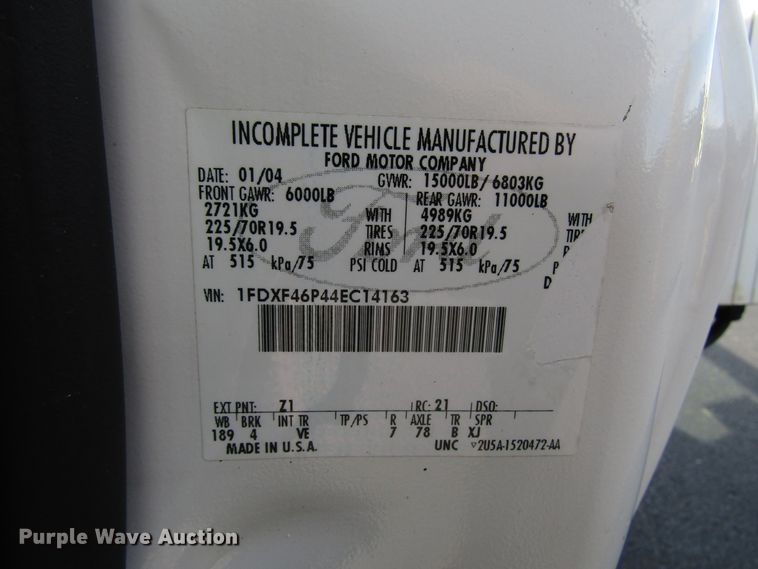 INCOMPLETE VEHICLE MANUFACTURED BY
FORD MOTOR COMPANY
DATE: 01/04 GVWR: 15000LB/ 6803KG
FRONT GAWR: 6000LB REAR GAWR: 11000LB
2721KG WITH 4989KG WITH
225/70R19.5 TIRES 225/70R19.5 TIR
19.5X6.0 RINS 19.5X6.0
AT 515 kPa/75 PSI COLD AT 515 kPa/75 P
D
Ford
VIN: 1FDXF46P44EC14163
EXT PNT: Z1 RC: 21 DSO:
WB BRK INT TR TP/PS R AXLE TR SPR
189 4 VE 7 78 B XJ
MADE IN U.S.A. UNC 2U5A-1520472-AA
Purple Wave Auction